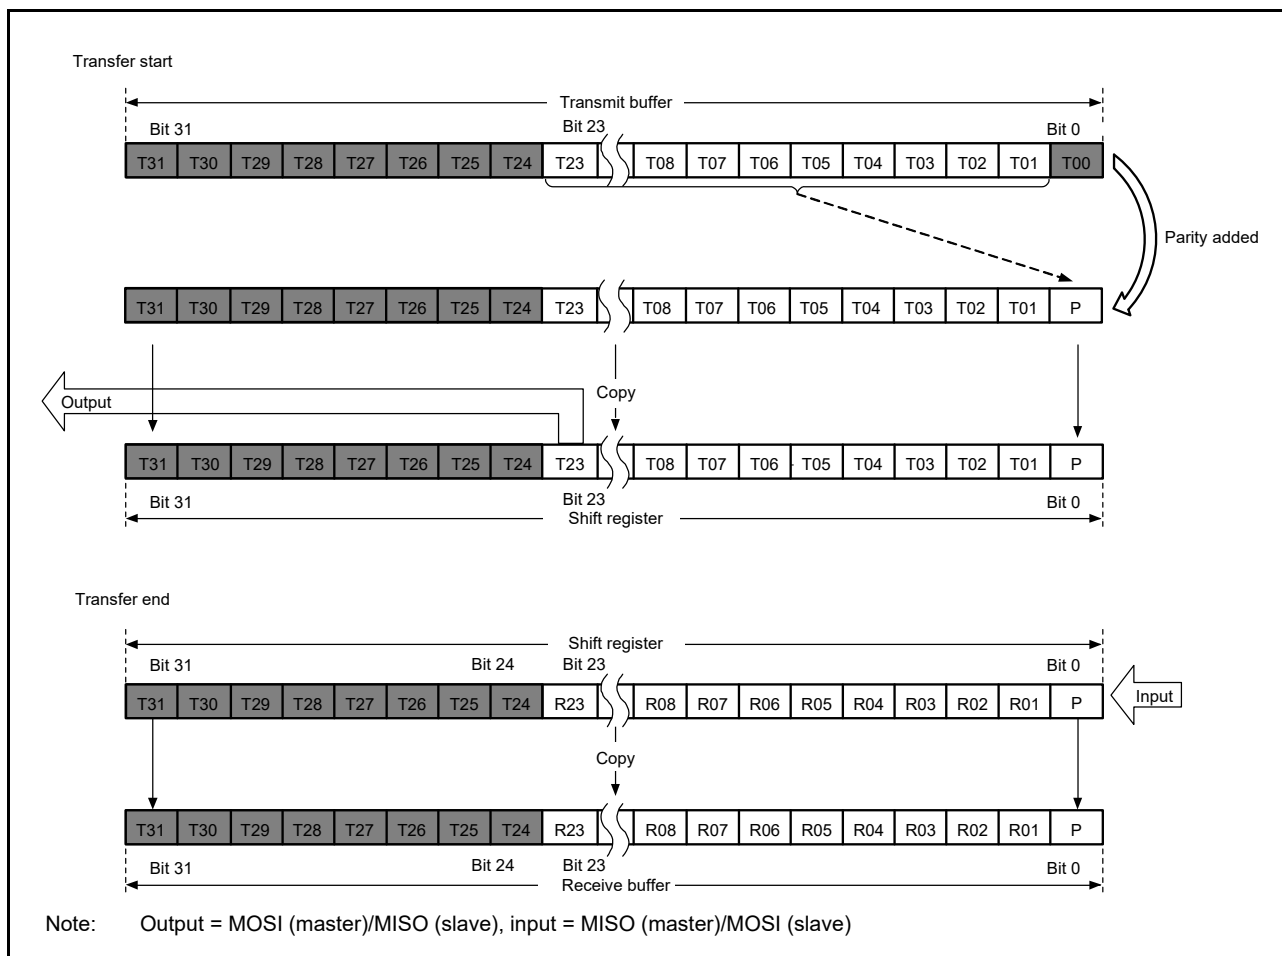 Transfer start
Transmit buffer
Bit 31 Bit 23 Bit 0
T31 T30 T29 T28 T27 T26 T25 T24 T23 T08 T07 T06 T05 T04 T03 T02 T01 T00
Parity added
T31 T30 T29 T28 T27 T26 T25 T24 T23 T08 T07 T06 T05 T04 T03 T02 T01 P
Copy
Output
T31 T30 T29 T28 T27 T26 T25 T24 T23 T08 T07 T06 T05 T04 T03 T02 T01 P
Bit 31 Bit 23 Bit 0
Shift register
Transfer end
Shift register
Bit 31 Bit 24 Bit 23 Bit 0
T31 T30 T29 T28 T27 T26 T25 T24 R23 R08 R07 R06 R05 R04 R03 R02 R01 P
Input
Copy
T31 T30 T29 T28 T27 T26 T25 T24 R23 R08 R07 R06 R05 R04 R03 R02 R01 P
Bit 31 Bit 24 Bit 23 Bit 0
Receive buffer
Note: Output = MOSI (master)/MISO (slave), input = MISO (master)/MOSI (slave)